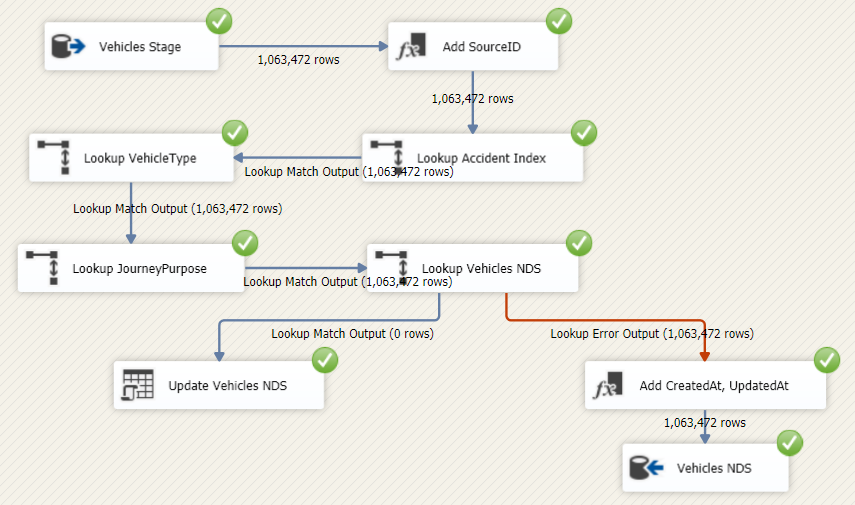 Vehicles Stage
1,063,472 rows
Add SourceID
1,063,472 rows
Lookup VehicleType
Lookup Match Output (1,063,472 rows)
Lookup Accident Index
Lookup Match Output (1,063,472 rows)
Lookup JourneyPurpose
Lookup Match Output (1,063,472 rows)
Lookup Vehicles NDS
Lookup Match Output (0 rows)
Lookup Error Output (1,063,472 rows)
Update Vehicles NDS
Add CreatedAt, UpdatedAt
1,063,472 rows
Vehicles NDS